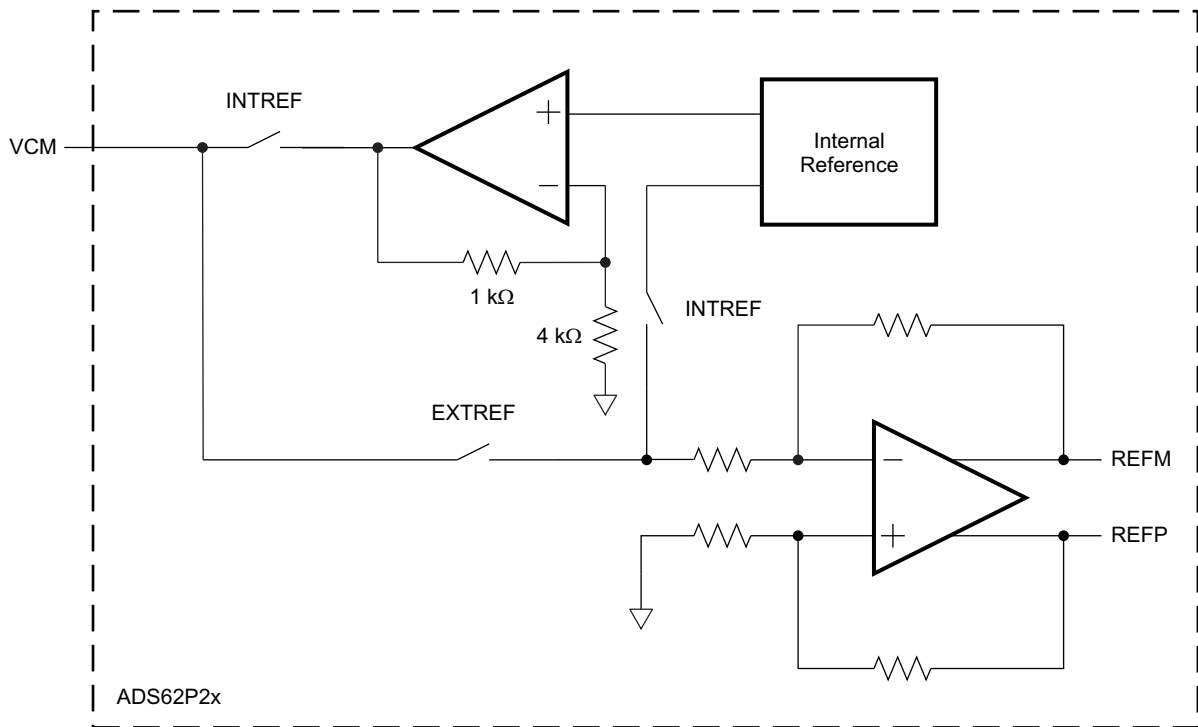 INTREF
VCM
Internal
Reference
1 kΩ
INTREF
4 kΩ
EXTREF
REFM
REFP
ADS62P2x